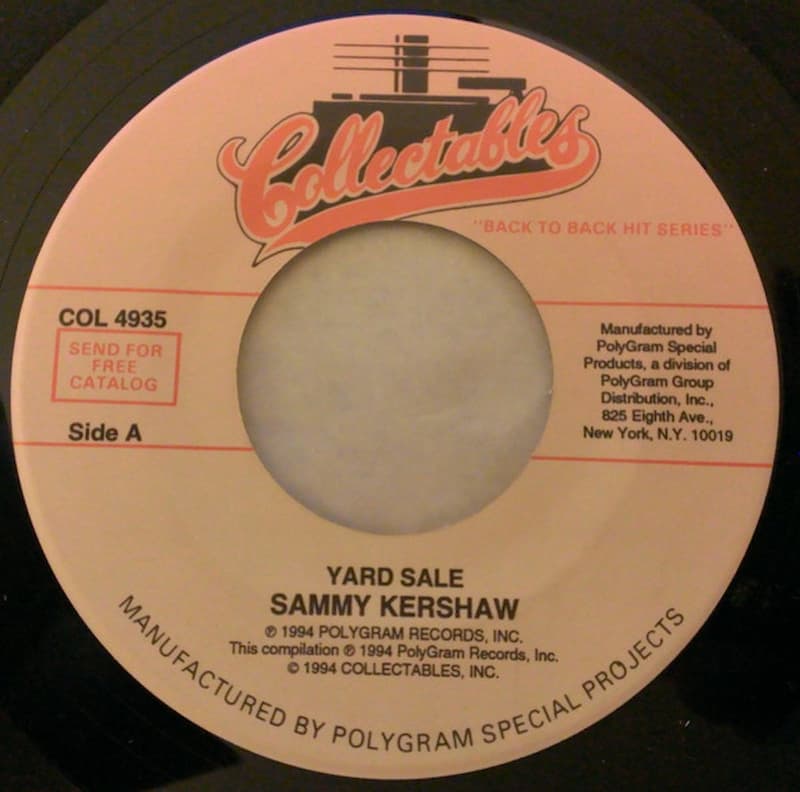 Collectables
"BACK TO BACK HIT SERIES"
COL 4935
SEND FOR
FREE
CATALOG
Side A
Manufactured by
PolyGram Special
Products, a division of
PolyGram Group
Distribution, Inc.,
825 Eighth Ave.,
New York, N.Y. 10019
YARD SALE
SAMMY KERSHAW
℗ 1994 POLYGRAM RECORDS, INC.
This compilation ℗ 1994 PolyGram Records, Inc.
© 1994 COLLECTABLES, INC.
MANUFACTURED BY POLYGRAM SPECIAL PROJECTS